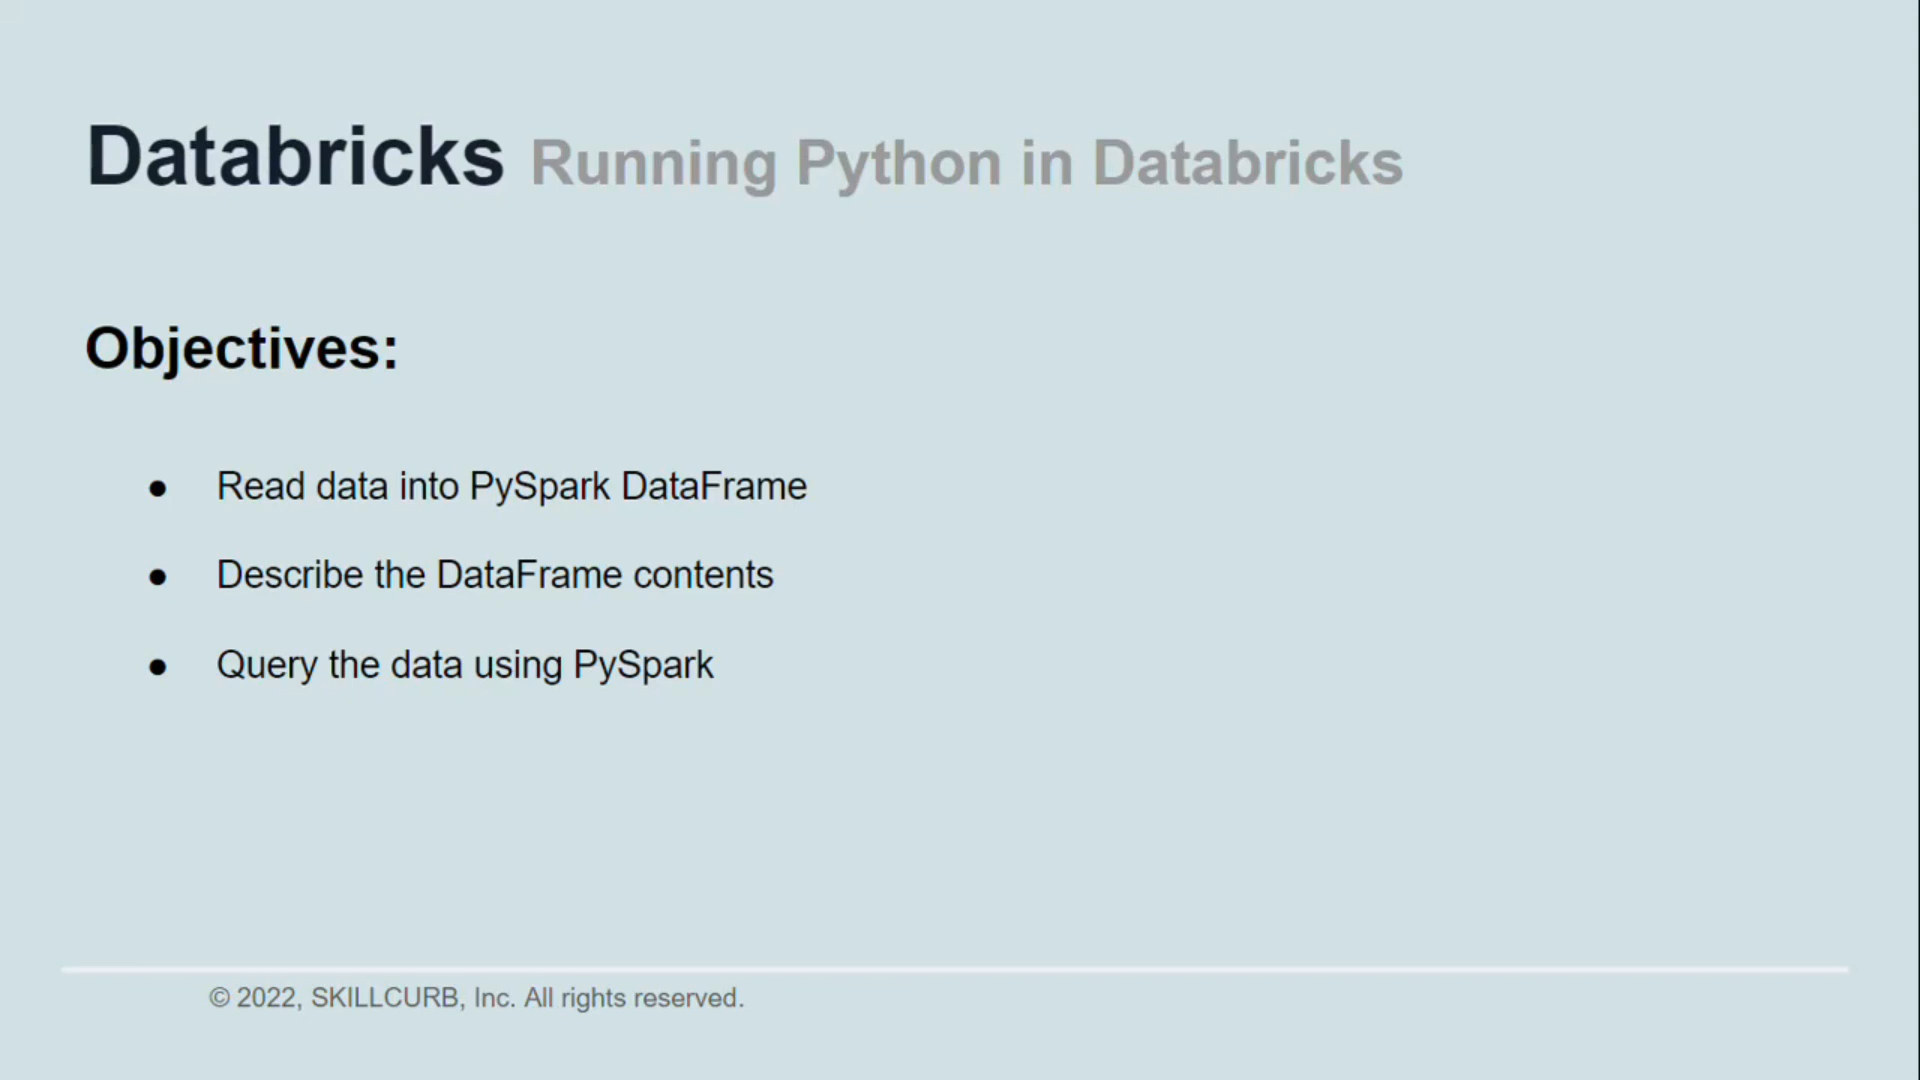 Databricks Running Python in Databricks
Objectives:
● Read data into PySpark DataFrame
● Describe the DataFrame contents
● Query the data using PySpark
© 2022, SKILLCURB, Inc. All rights reserved.